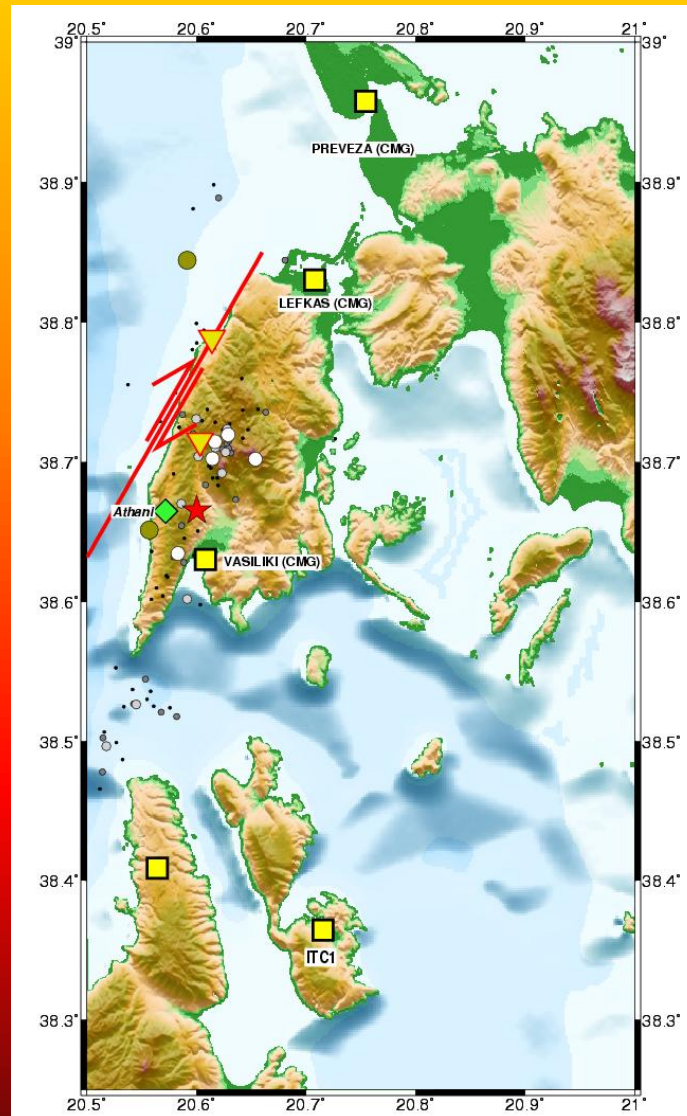 20.5° 20.6° 20.7° 20.8° 20.9° 21°
39° 39°
PREVEZA (CMG)
38.9° 38.9°
LEFKAS (CMG)
38.8° 38.8°
38.7° 38.7°
Athani
VASILIKI (CMG)
38.6° 38.6°
38.5° 38.5°
38.4° 38.4°
ITC1
38.3° 38.3°
20.5° 20.6° 20.7° 20.8° 20.9° 21°